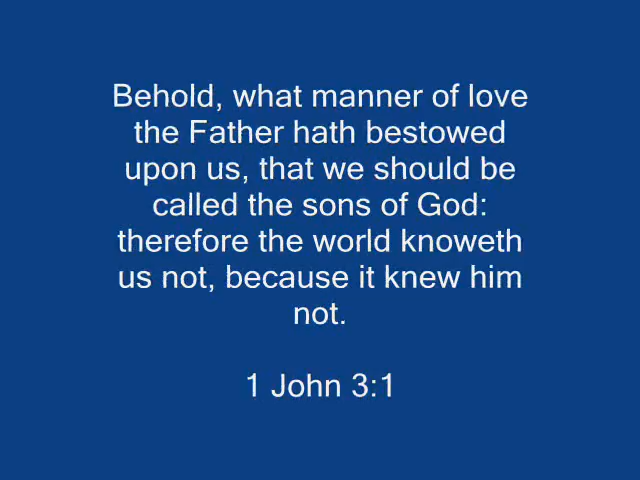 Behold, what manner of love
the Father hath bestowed
upon us, that we should be
called the sons of God:
therefore the world knoweth
us not, because it knew him
not.
1 John 3:1